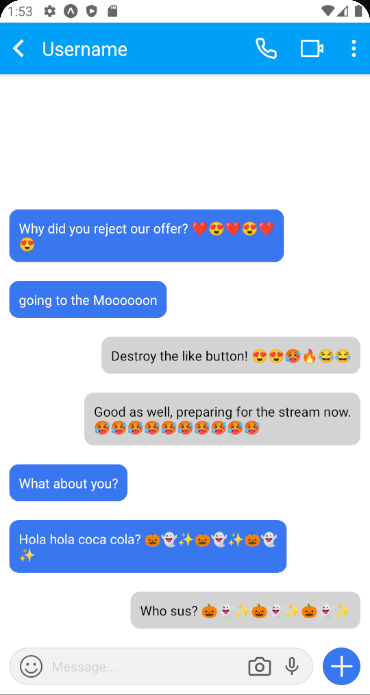 1:53
Username
Why did you reject our offer? ❤️😍❤️😍❤️
😍
going to the Moooooon
Destroy the like button! 😍😍🥵🔥😂😂
Good as well, preparing for the stream now.
🥵🥵🥵🥵🥵🥵🥵🥵🥵🥵
What about you?
Hola hola coca cola? 🎃👻✨🎃👻✨🎃👻
✨
Who sus? 🎃👻✨🎃👻✨🎃👻✨
Message...